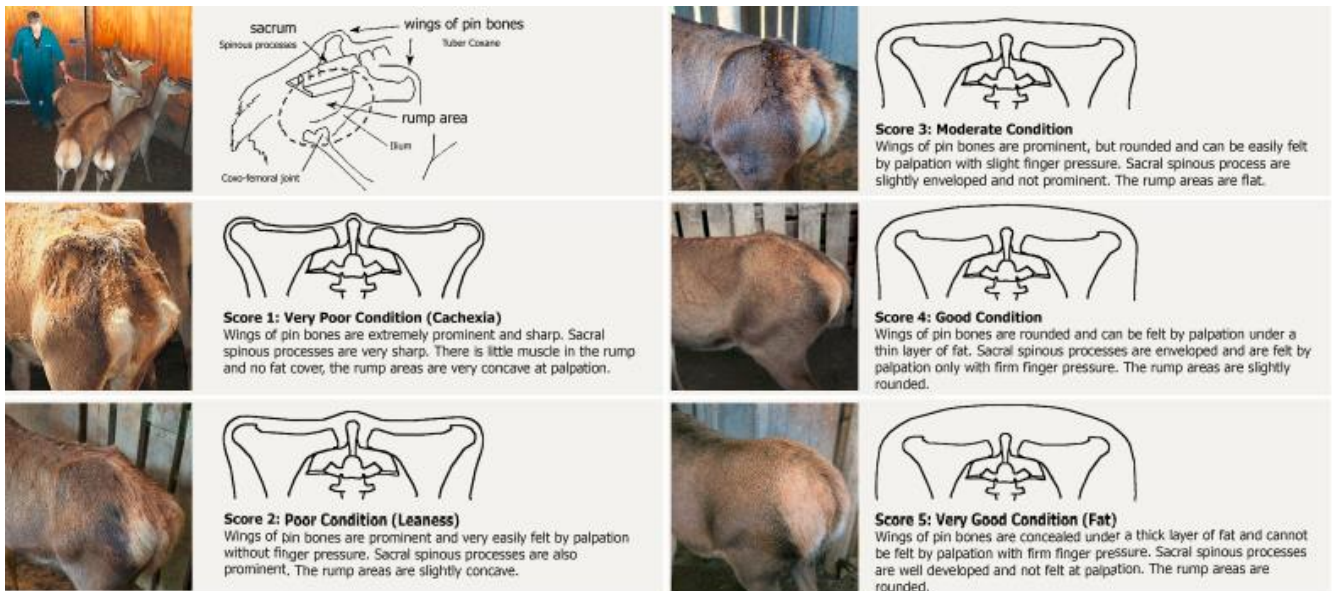 sacrum
Spinous processes
wings of pin bones
Tuber Coxane
rump area
Ilium
Coxo-femoral joint
Score 1: Very Poor Condition (Cachexia)
Wings of pin bones are extremely prominent and sharp. Sacral
spinous processes are very sharp. There is little muscle in the rump
and no fat cover, the rump areas are very concave at palpation.
Score 2: Poor Condition (Leaness)
Wings of pin bones are prominent and very easily felt by palpation
without finger pressure. Sacral spinous processes are also
prominent. The rump areas are slightly concave.
Score 3: Moderate Condition
Wings of pin bones are prominent, but rounded and can be easily felt
by palpation with slight finger pressure. Sacral spinous process are
slightly enveloped and not prominent. The rump areas are flat.
Score 4: Good Condition
Wings of pin bones are rounded and can be felt by palpation under a
thin layer of fat. Sacral spinous processes are enveloped and are felt by
palpation only with firm finger pressure. The rump areas are slightly
rounded.
Score 5: Very Good Condition (Fat)
Wings of pin bones are concealed under a thick layer of fat and cannot
be felt by palpation with firm finger pressure. Sacral spinous processes
are well developed and not felt at palpation. The rump areas are
rounded.